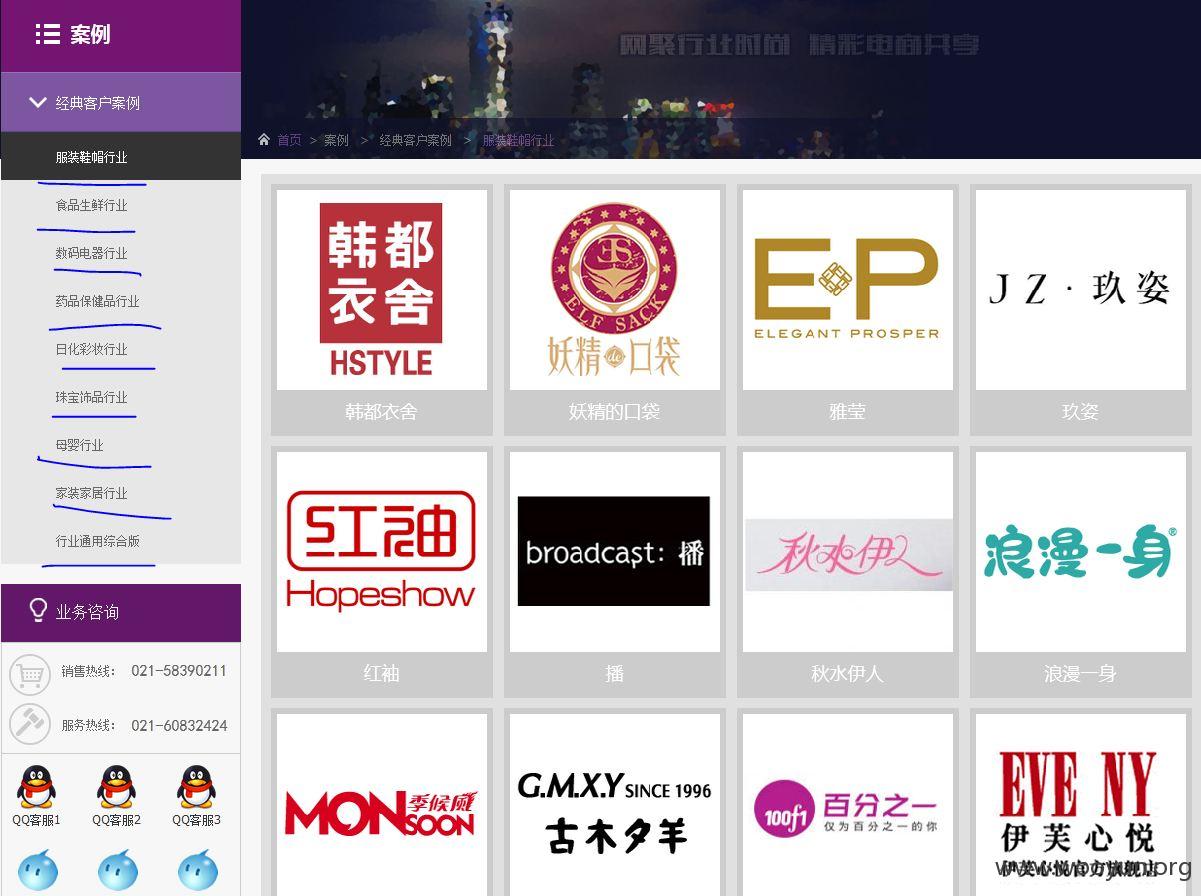 案例
经典客户案例
服装鞋帽行业
食品生鲜行业
数码电器行业
药品保健品行业
日化彩妆行业
珠宝饰品行业
母婴行业
家装家居行业
行业通用综合版
业务咨询
销售热线： 021-58390211
服务热线： 021-60832424
QQ客服1 QQ客服2 QQ客服3
网聚行业时尚 精彩电商共享
首页 > 案例 > 经典客户案例 > 服装鞋帽行业
韩都
衣舍
HSTYLE
韩都衣舍
ES
ELF SACK
妖精de口袋
妖精的口袋
EP
ELEGANT PROSPER
雅莹
JZ·玖姿
玖姿
红袖
Hopeshow
红袖
broadcast: 播
播
秋水伊人
秋水伊人
浪漫一身®
浪漫一身
MONSOON 季候风
G.M.X.Y SINCE 1996
古木夕羊
100f1 百分之一
仅为百分之一的你
EVE NY
伊芙心悦
伊芙心悦官方旗舰店
www.wooyun.org